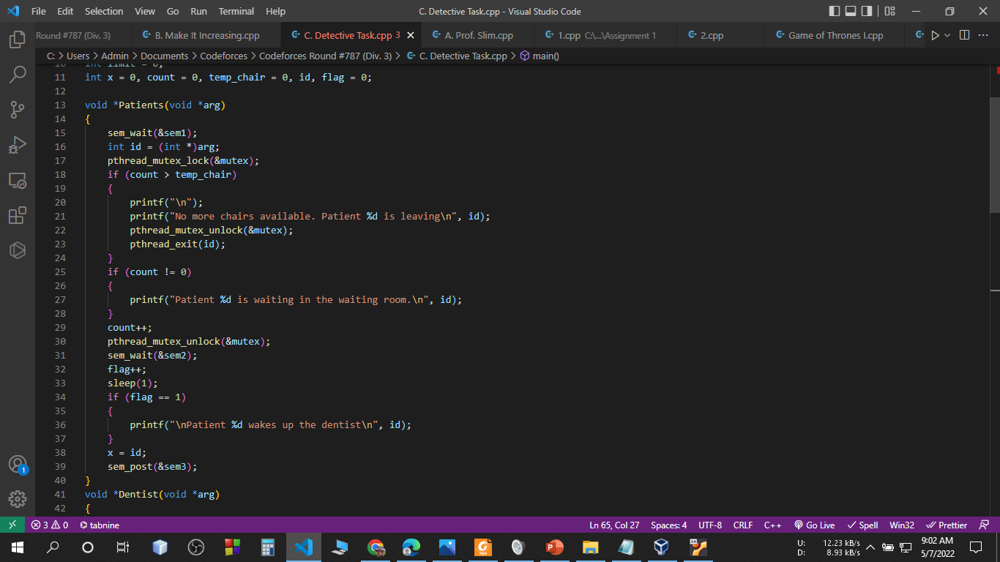 File Edit Selection View Go Run Terminal Help C. Detective Task.cpp - Visual Studio Code
Round #787 (Div. 3) B. Make It Increasing.cpp C. Detective Task.cpp 3 A. Prof. Slim.cpp 1.cpp C:\...\Assignment 1 2.cpp Game of Thrones I.cpp
C: > Users > Admin > Documents > Codeforces > Codeforces Round #787 (Div. 3) > C. Detective Task.cpp > main()
10 int limit = 0;
11 int x = 0, count = 0, temp_chair = 0, id, flag = 0;
12
13 void *Patients(void *arg)
14 {
15 sem_wait(&sem1);
16 int id = (int *)arg;
17 pthread_mutex_lock(&mutex);
18 if (count > temp_chair)
19 {
20 printf("\n");
21 printf("No more chairs available. Patient %d is leaving\n", id);
22 pthread_mutex_unlock(&mutex);
23 pthread_exit(id);
24 }
25 if (count != 0)
26 {
27 printf("Patient %d is waiting in the waiting room.\n", id);
28 }
29 count++;
30 pthread_mutex_unlock(&mutex);
31 sem_wait(&sem2);
32 flag++;
33 sleep(1);
34 if (flag == 1)
35 {
36 printf("\nPatient %d wakes up the dentist\n", id);
37 }
38 x = id;
39 sem_post(&sem3);
40 }
41 void *Dentist(void *arg)
42 {
1
3 0 tabnine Ln 65, Col 27 Spaces: 4 UTF-8 CRLF C++ Go Live Spell Win32 Prettier
U: 12.23 kB/s 9:02 AM
D: 8.93 kB/s 5/7/2022